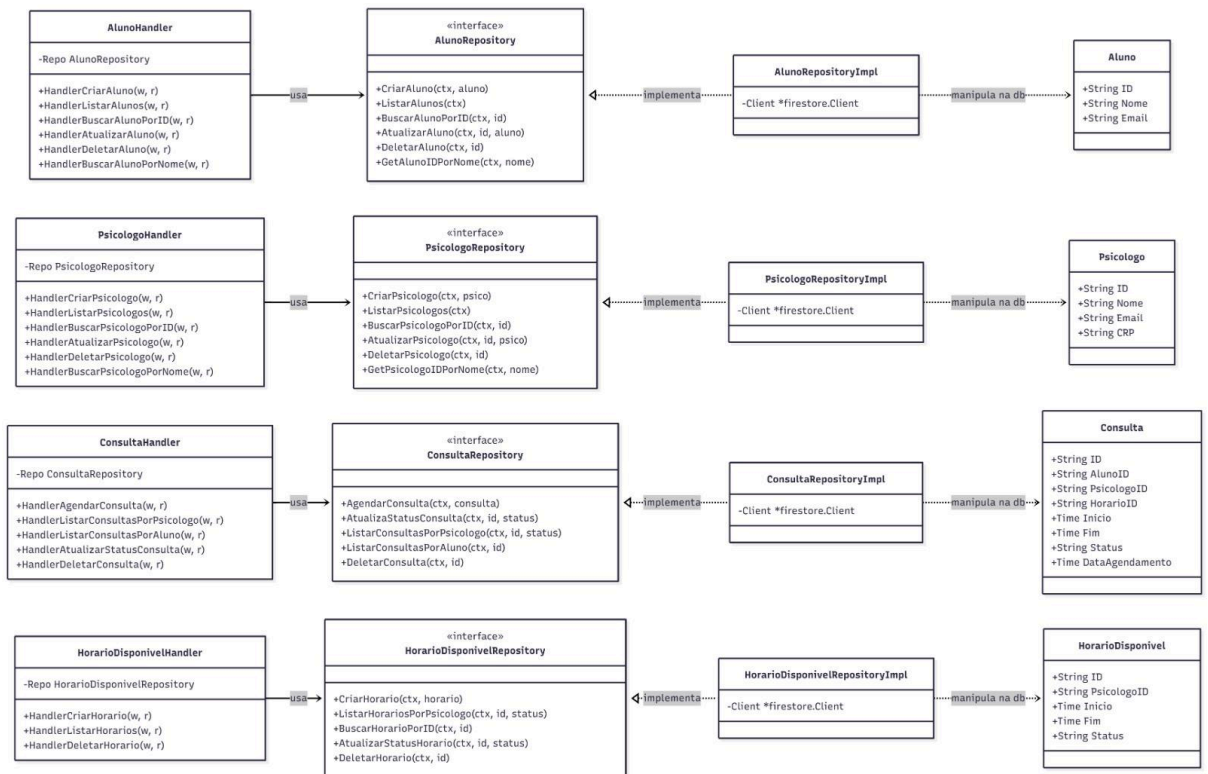 AlunoHandler
-Repo AlunoRepository
+HandlerCriarAluno(w, r)
+HandlerListarAlunos(w, r)
+HandlerBuscarAlunoPorID(w, r)
+HandlerAtualizarAluno(w, r)
+HandlerDeletarAluno(w, r)
+HandlerBuscarAlunoPorNome(w, r)
usa
«interface»
AlunoRepository
+CriarAluno(ctx, aluno)
+ListarAlunos(ctx)
+BuscarAlunoPorID(ctx, id)
+AtualizarAluno(ctx, id, aluno)
+DeletarAluno(ctx, id)
+GetAlunoIDPorNome(ctx, nome)
implementa
AlunoRepositoryImpl
-Client *firestore.Client
manipula na db
Aluno
+String ID
+String Nome
+String Email
PsicologoHandler
-Repo PsicologoRepository
+HandlerCriarPsicologo(w, r)
+HandlerListarPsicologos(w, r)
+HandlerBuscarPsicologoPorID(w, r)
+HandlerAtualizarPsicologo(w, r)
+HandlerDeletarPsicologo(w, r)
+HandlerBuscarPsicologoPorNome(w, r)
usa
«interface»
PsicologoRepository
+CriarPsicologo(ctx, psico)
+ListarPsicologos(ctx)
+BuscarPsicologoPorID(ctx, id)
+AtualizarPsicologo(ctx, id, psico)
+DeletarPsicologo(ctx, id)
+GetPsicologoIDPorNome(ctx, nome)
implementa
PsicologoRepositoryImpl
-Client *firestore.Client
manipula na db
Psicologo
+String ID
+String Nome
+String Email
+String CRP
ConsultaHandler
-Repo ConsultaRepository
+HandlerAgendarConsulta(w, r)
+HandlerListarConsultasPorPsicologo(w, r)
+HandlerListarConsultasPorAluno(w, r)
+HandlerAtualizarStatusConsulta(w, r)
+HandlerDeletarConsulta(w, r)
usa
«interface»
ConsultaRepository
+AgendarConsulta(ctx, consulta)
+AtualizaStatusConsulta(ctx, id, status)
+ListarConsultasPorPsicologo(ctx, id, status)
+ListarConsultasPorAluno(ctx, id)
+DeletarConsulta(ctx, id)
implementa
ConsultaRepositoryImpl
-Client *firestore.Client
manipula na db
Consulta
+String ID
+String AlunoID
+String PsicologoID
+String HorarioID
+Time Inicio
+Time Fim
+String Status
+Time DataAgendamento
HorarioDisponivelHandler
-Repo HorarioDisponivelRepository
+HandlerCriarHorario(w, r)
+HandlerListarHorarios(w, r)
+HandlerDeletarHorario(w, r)
usa
«interface»
HorarioDisponivelRepository
+CriarHorario(ctx, horario)
+ListarHorariosPorPsicologo(ctx, id, status)
+BuscarHorarioPorID(ctx, id)
+AtualizarStatusHorario(ctx, id, status)
+DeletarHorario(ctx, id)
implementa
HorarioDisponivelRepositoryImpl
-Client *firestore.Client
manipula na db
HorarioDisponivel
+String ID
+String PsicologoID
+Time Inicio
+Time Fim
+String Status